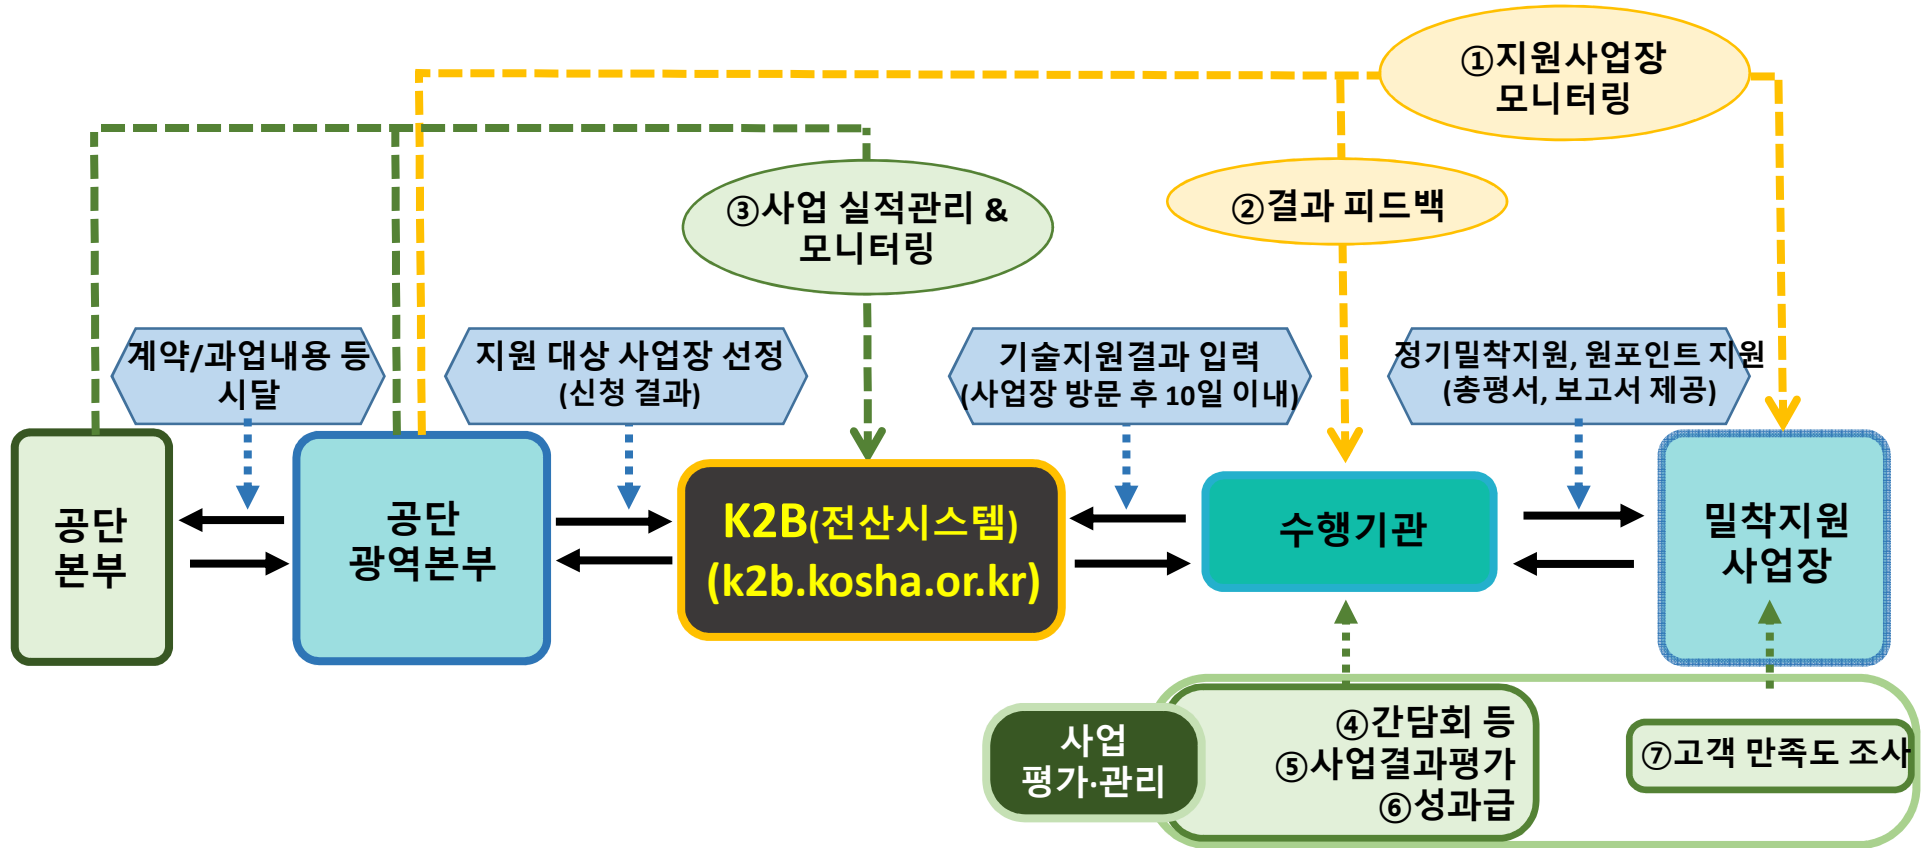 ①지원사업장
모니터링
③사업 실적관리 &
모니터링
②결과 피드백
계약/과업내용 등
시달
지원 대상 사업장 선정
(신청 결과)
기술지원결과 입력
(사업장 방문 후 10일 이내)
정기밀착지원, 원포인트 지원
(총평서, 보고서 제공)
공단
본부
공단
광역본부
K2B(전산시스템)
(k2b.kosha.or.kr)
수행기관
밀착지원
사업장
사업
평가·관리
④간담회 등
⑤사업결과평가
⑥성과급
⑦고객 만족도 조사